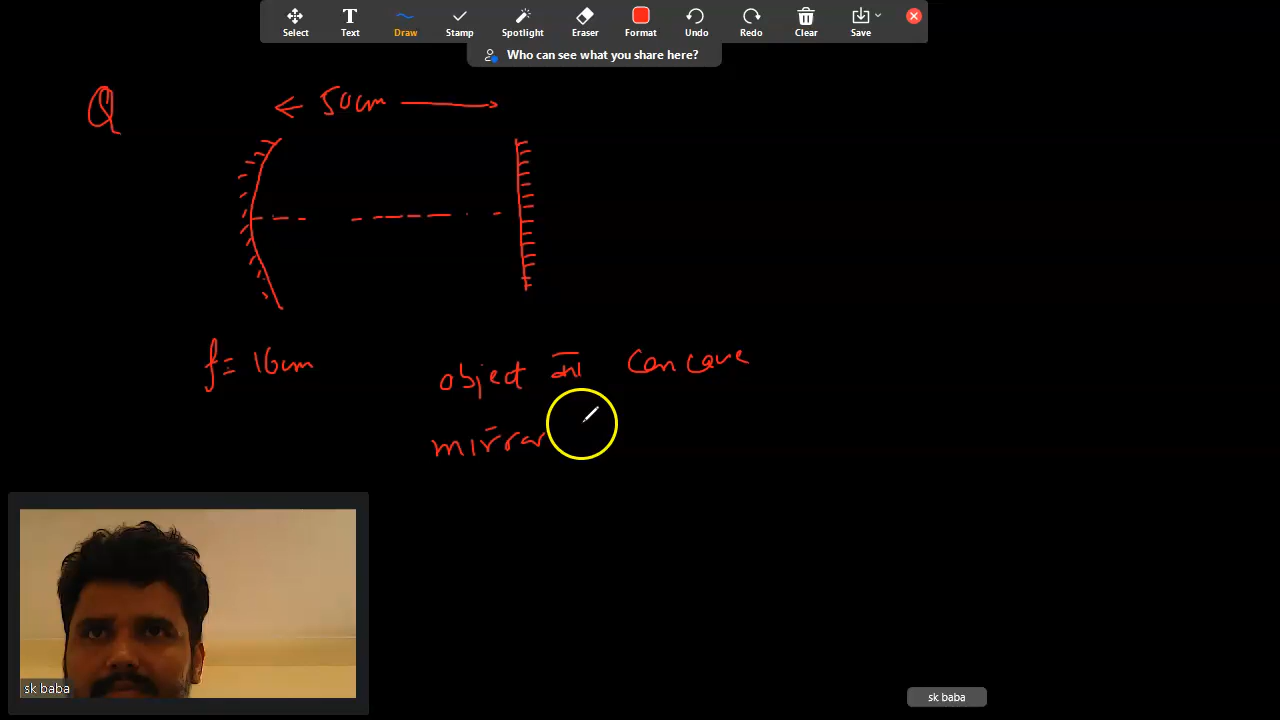 Select Text Draw Stamp Spotlight Eraser Format Undo Redo Clear Save
Who can see what you share here?
Q
50cm
f = 16cm
object Concave
mirrar
sk baba
sk baba